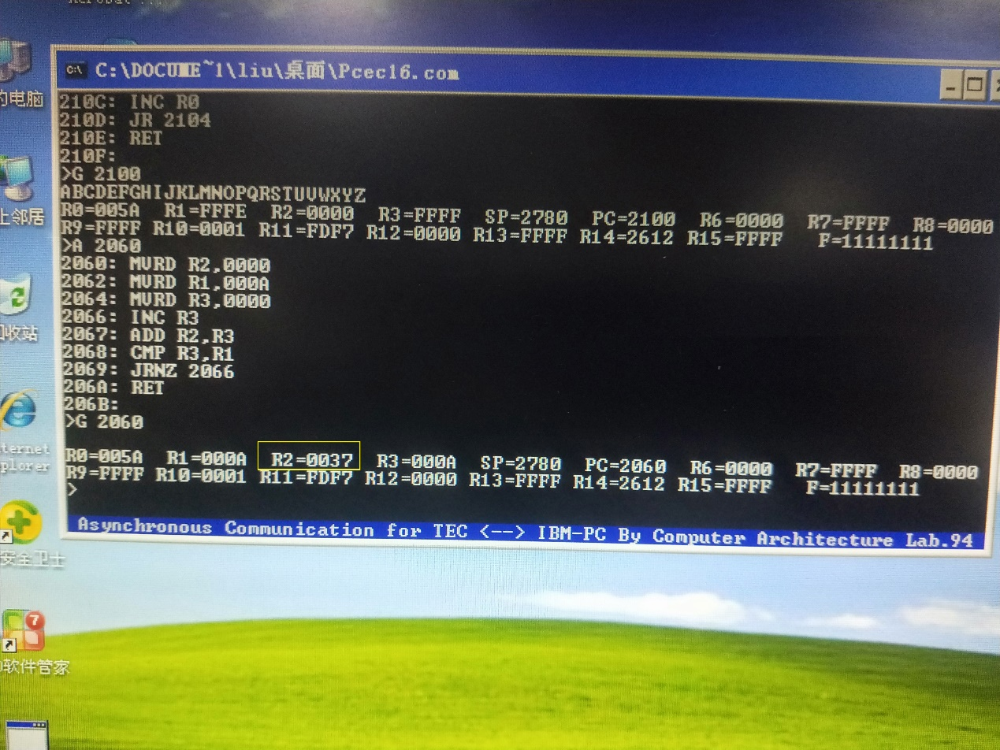 C:\DOCUME~1\liu\桌面\Pcec16.com
210C: INC R0
210D: JR 2104
210E: RET
210F:
>G 2100
ABCDEFGHIJKLMNOPQRSTUVWXYZ
R0=005A R1=FFFE R2=0000 R3=FFFF SP=2780 PC=2100 R6=0000 R7=FFFF R8=0000
R9=FFFF R10=0001 R11=FDF7 R12=0000 R13=FFFF R14=2612 R15=FFFF F=11111111
>A 2060
2060: MVRD R2,0000
2062: MVRD R1,000A
2064: MVRD R3,0000
2066: INC R3
2067: ADD R2,R3
2068: CMP R3,R1
2069: JRNZ 2066
206A: RET
206B:
>G 2060
R0=005A R1=000A R2=0037 R3=000A SP=2780 PC=2060 R6=0000 R7=FFFF R8=0000
R9=FFFF R10=0001 R11=FDF7 R12=0000 R13=FFFF R14=2612 R15=FFFF F=11111111
>
Asynchronous Communication for TEC <--> IBM-PC By Computer Architecture Lab.94
的电脑
上邻居
回收站
ternet
plorer
安全卫士
7
软件管家